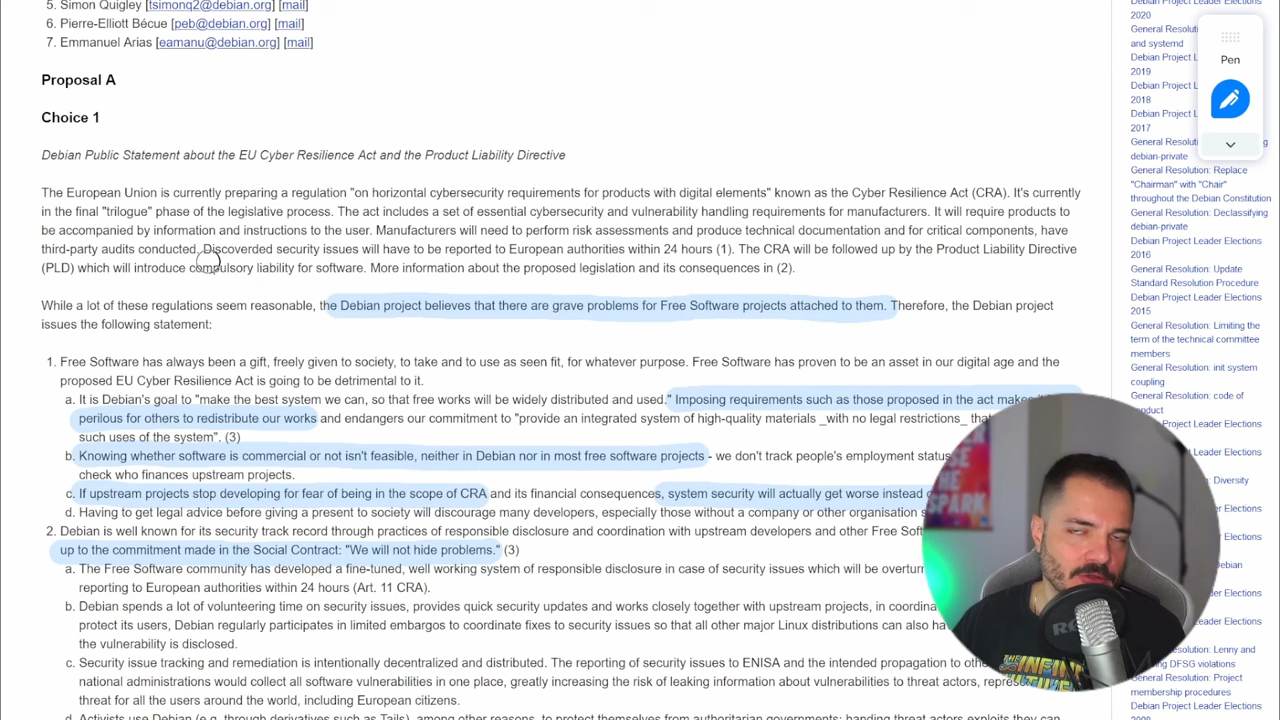 5. Simon Quigley [tsimonq2@debian.org] [mail]
6. Pierre-Elliott Bécue [peb@debian.org] [mail]
7. Emmanuel Arias [eamanu@debian.org] [mail]
Proposal A
Choice 1
Debian Public Statement about the EU Cyber Resilience Act and the Product Liability Directive
The European Union is currently preparing a regulation "on horizontal cybersecurity requirements for products with digital elements" known as the Cyber Resilience Act (CRA). It's currently
in the final "trilogue" phase of the legislative process. The act includes a set of essential cybersecurity and vulnerability handling requirements for manufacturers. It will require products to
be accompanied by information and instructions to the user. Manufacturers will need to perform risk assessments and produce technical documentation and for critical components, have
third-party audits conducted. Discoverded security issues will have to be reported to European authorities within 24 hours (1). The CRA will be followed up by the Product Liability Directive
(PLD) which will introduce compulsory liability for software. More information about the proposed legislation and its consequences in (2).
While a lot of these regulations seem reasonable, the Debian project believes that there are grave problems for Free Software projects attached to them. Therefore, the Debian project
issues the following statement:
1. Free Software has always been a gift, freely given to society, to take and to use as seen fit, for whatever purpose. Free Software has proven to be an asset in our digital age and the
proposed EU Cyber Resilience Act is going to be detrimental to it.
a. It is Debian's goal to "make the best system we can, so that free works will be widely distributed and used." Imposing requirements such as those proposed in the act makes
perilous for others to redistribute our works and endangers our commitment to "provide an integrated system of high-quality materials _with no legal restrictions_
such uses of the system". (3)
b. Knowing whether software is commercial or not isn't feasible, neither in Debian nor in most free software projects - we don't track people's employment status
check who finances upstream projects.
c. If upstream projects stop developing for fear of being in the scope of CRA and its financial consequences, system security will actually get worse instead
d. Having to get legal advice before giving a present to society will discourage many developers, especially those without a company or other organisation
2. Debian is well known for its security track record through practices of responsible disclosure and coordination with upstream developers and other Free
up to the commitment made in the Social Contract: "We will not hide problems." (3)
a. The Free Software community has developed a fine-tuned, well working system of responsible disclosure in case of security issues which will be
reporting to European authorities within 24 hours (Art. 11 CRA).
b. Debian spends a lot of volunteering time on security issues, provides quick security updates and works closely together with upstream projects, in
protect its users, Debian regularly participates in limited embargos to coordinate fixes to security issues so that all other major Linux distributions can also
the vulnerability is disclosed.
c. Security issue tracking and remediation is intentionally decentralized and distributed. The reporting of security issues to ENISA and the intended propagation to
national administrations would collect all software vulnerabilities in one place, greatly increasing the risk of leaking information about vulnerabilities to threat actors,
threat for all the users around the world, including European citizens.
d. Activists use Debian (e.g. through derivatives such as Tails), among other reasons, to protect themselves from authoritarian governments; handing threat actors exploits they can
Debian Project Leader Elections
2020
General Resolution:
and systemd
Debian Project
2019
Debian Project
2018
Debian Project
2017
General Resolution:
debian-private
General Resolution: Replace
"Chairman" with "Chair"
throughout the Debian Constitution
General Resolution: Declassifying
debian-private
Debian Project Leader Elections
2016
General Resolution: Update
Standard Resolution Procedure
Debian Project Leader Elections
2015
General Resolution: Limiting the
term of the technical committee
members
General Resolution: init system
coupling
General Resolution: code of
Leader Elections
Diversity
Debian
Elections
Leader Elections
Lenny and
DFSG violations
General Resolution: Project
membership procedures
Debian Project Leader Elections
Pen